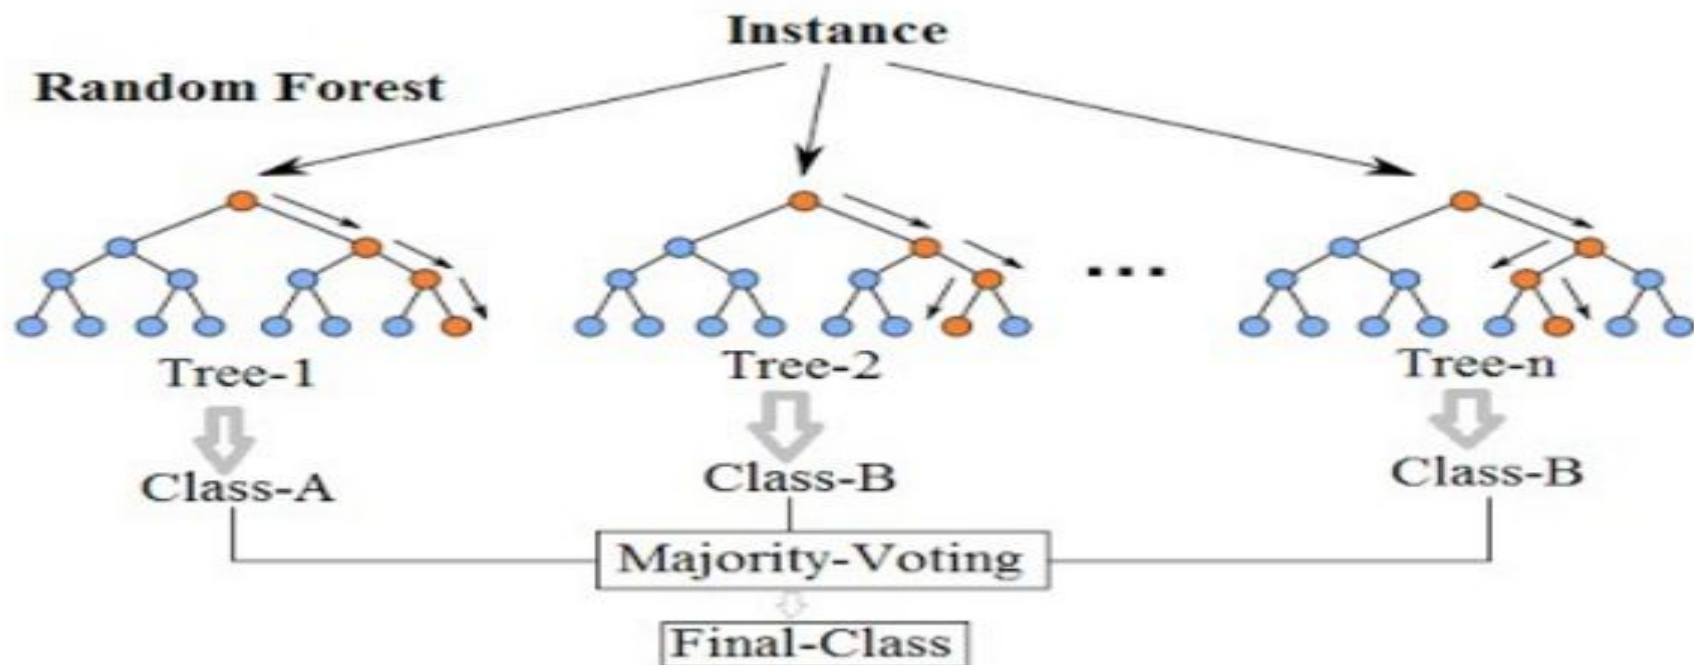 Instance
Random Forest
...
Tree-1
Tree-2
Tree-n
Class-A
Class-B
Class-B
Majority-Voting
Final-Class